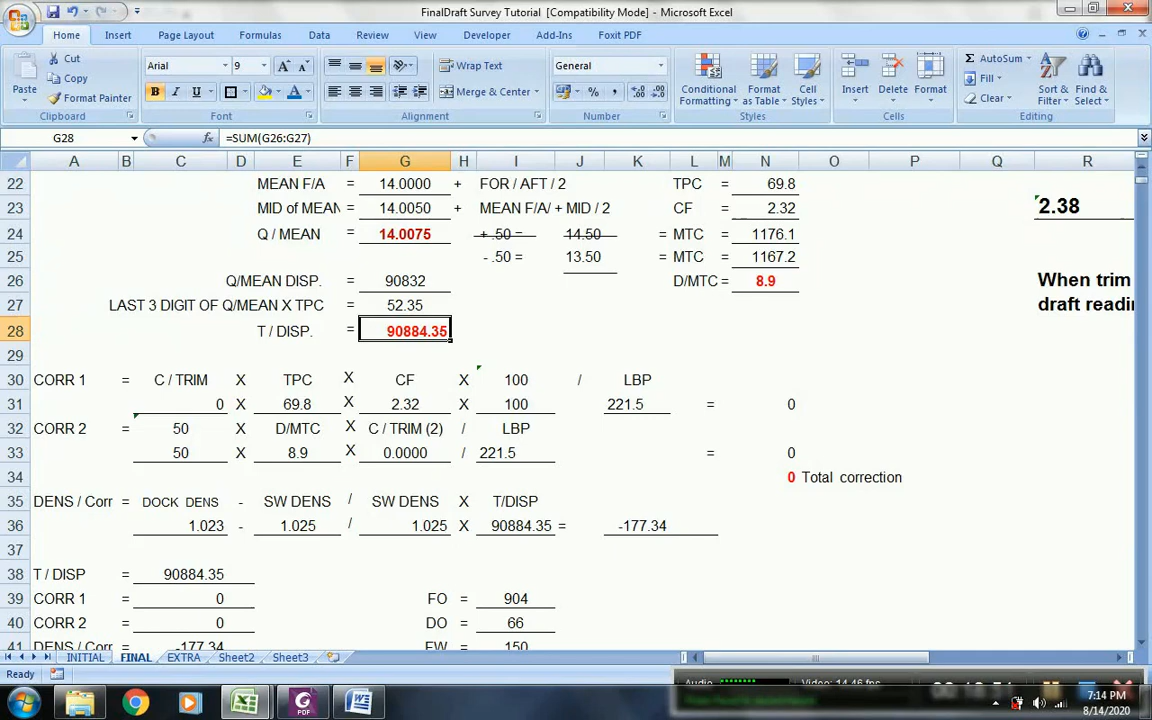 FinalDraft Survey Tutorial [Compatibility Mode] - Microsoft Excel
Home Insert Page Layout Formulas Data Review View Developer Add-Ins Foxit PDF
Cut Arial 9 Wrap Text General AutoSum
Paste Copy Conditional Format Cell Insert Delete Format Fill Sort & Find &
Format Painter Merge & Center Formatting as Table Styles Clear Filter Select
Clipboard Font Alignment Number Styles Cells Editing
G28 =SUM(G26:G27)
A B C D E F G H I J K L M N O P Q R
22 MEAN F/A = 14.0000 + FOR / AFT / 2 TPC = 69.8
23 MID of MEAN = 14.0050 + MEAN F/A/ + MID / 2 CF = 2.32 2.38
24 Q / MEAN = 14.0075 + .50 = 14.50 = MTC = 1176.1
25 - .50 = 13.50 = MTC = 1167.2
26 Q/MEAN DISP. = 90832 D/MTC = 8.9 When trim
27 LAST 3 DIGIT OF Q/MEAN X TPC = 52.35 draft readin
28 T / DISP. = 90884.35
29
30 CORR 1 = C / TRIM X TPC X CF X 100 / LBP
31 0 X 69.8 X 2.32 X 100 221.5 = 0
32 CORR 2 = 50 X D/MTC X C / TRIM (2) / LBP
33 50 X 8.9 X 0.0000 / 221.5 = 0
34 0 Total correction
35 DENS / Corr = DOCK DENS - SW DENS / SW DENS X T/DISP
36 1.023 - 1.025 / 1.025 X 90884.35 = -177.34
37
38 T / DISP = 90884.35
39 CORR 1 = 0 FO = 904
40 CORR 2 = 0 DO = 66
41 DENS / Corr = -177.34 FW = 150
INITIAL FINAL EXTRA Sheet2 Sheet3
Ready
7:14 PM
8/14/2020